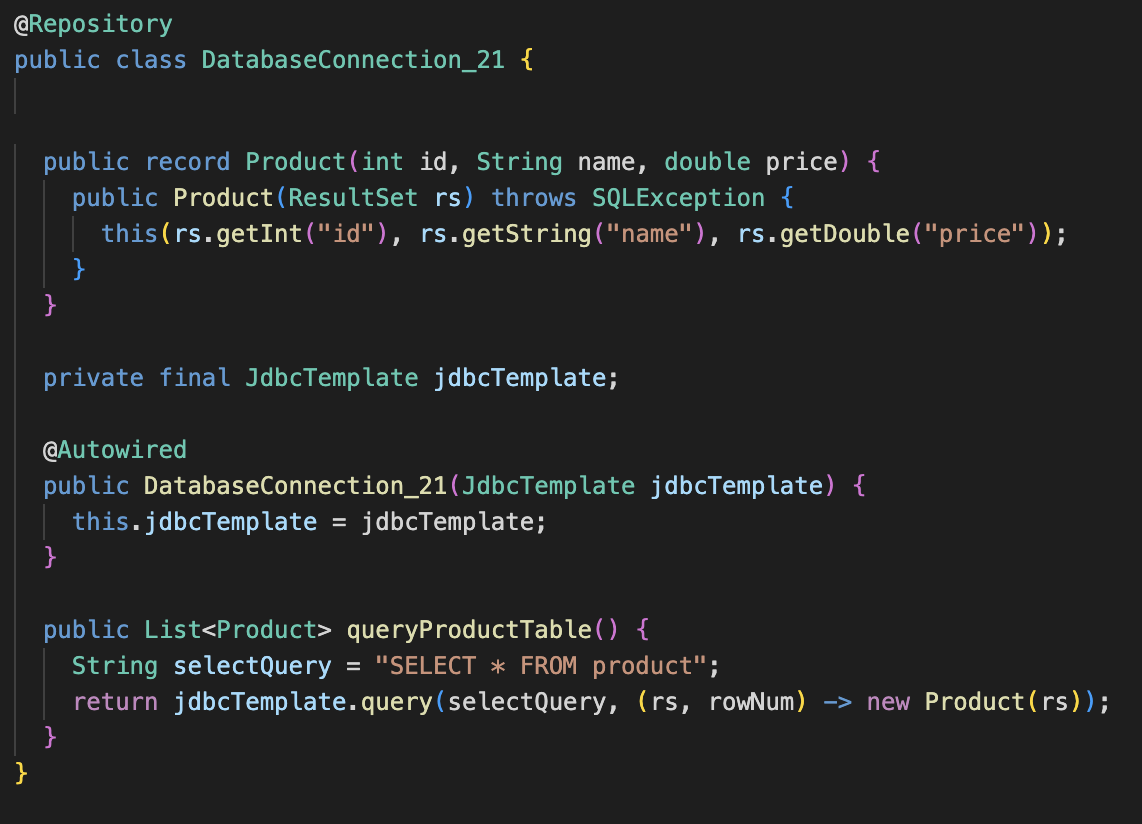 @Repository
public class DatabaseConnection_21 {
public record Product(int id, String name, double price) {
public Product(ResultSet rs) throws SQLException {
this(rs.getInt("id"), rs.getString("name"), rs.getDouble("price"));
}
}
private final JdbcTemplate jdbcTemplate;
@Autowired
public DatabaseConnection_21(JdbcTemplate jdbcTemplate) {
this.jdbcTemplate = jdbcTemplate;
}
public List<Product> queryProductTable() {
String selectQuery = "SELECT * FROM product";
return jdbcTemplate.query(selectQuery, (rs, rowNum) -> new Product(rs));
}
}